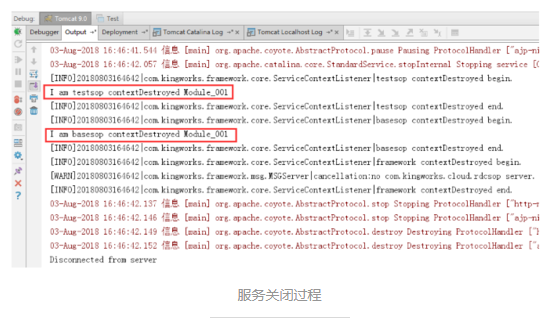 Debug: Tomcat 9.0 Test
Debugger Output Deployment Tomcat Catalina Log Tomcat Localhost Log
03-Aug-2018 16:46:41.544 信息 [main] org.apache.coyote.AbstractProtocol.pause Pausing ProtocolHandler ["ajp-ni
03-Aug-2018 16:46:42.057 信息 [main] org.apache.catalina.core.StandardService.stopInternal Stopping service [C
[INFO]20180803164642|com.kingworks.framework.core.ServiceContextListener|testsop contextDestroyed begin.
I am testsop contextDestroyed Module_001
[INFO]20180803164642|com.kingworks.framework.core.ServiceContextListener|testsop contextDestroyed end.
[INFO]20180803164642|com.kingworks.framework.core.ServiceContextListener|basesop contextDestroyed begin.
I am basesop contextDestroyed Module_001
[INFO]20180803164642|com.kingworks.framework.core.ServiceContextListener|basesop contextDestroyed end.
[INFO]20180803164642|com.kingworks.framework.core.ServiceContextListener|framework contextDestroyed begin.
[WARN]20180803164642|com.kingworks.framework.msg.MSGServer|cancellation:no com.kingworks.cloud.rdcsop server.
[INFO]20180803164642|com.kingworks.framework.core.ServiceContextListener|framework contextDestroyed end.
03-Aug-2018 16:46:42.137 信息 [main] org.apache.coyote.AbstractProtocol.stop Stopping ProtocolHandler ["http-n
03-Aug-2018 16:46:42.146 信息 [main] org.apache.coyote.AbstractProtocol.stop Stopping ProtocolHandler ["ajp-nio
03-Aug-2018 16:46:42.149 信息 [main] org.apache.coyote.AbstractProtocol.destroy Destroying ProtocolHandler ["h
03-Aug-2018 16:46:42.152 信息 [main] org.apache.coyote.AbstractProtocol.destroy Destroying ProtocolHandler ["a
Disconnected from server
服务关闭过程